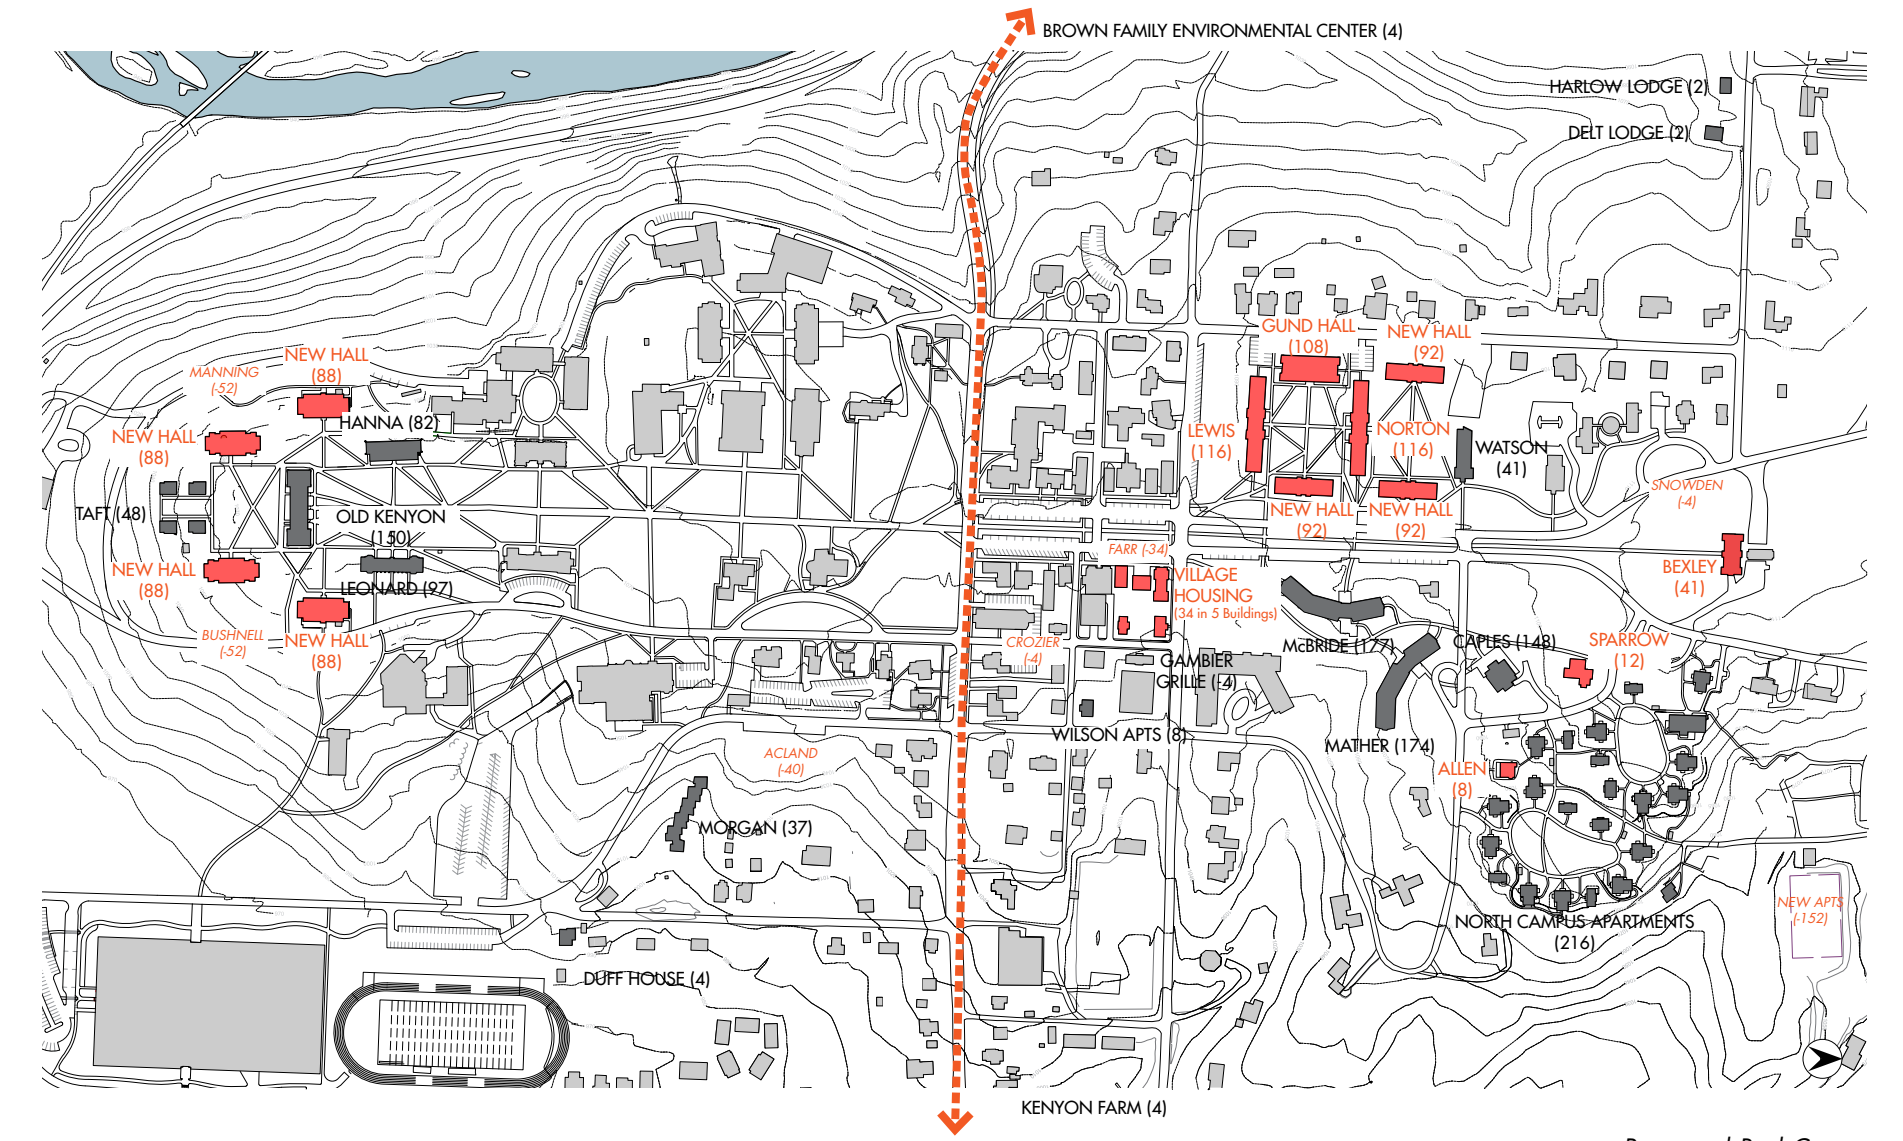 BROWN FAMILY ENVIRONMENTAL CENTER (4)
HARLOW LODGE (2)
DELT LODGE (2)
GUND HALL
(108)
NEW HALL
(92)
NEW HALL
(88)
MANNING
(-52)
HANNA (82)
NEW HALL
(88)
LEWIS
(116)
NORTON
(116)
WATSON
(41)
SNOWDEN
(-4)
TAFT (48)
OLD KENYON
(150)
NEW HALL
(92)
NEW HALL
(92)
FARR (-34)
NEW HALL
(88)
LEONARD (97)
VILLAGE
HOUSING
(34 in 5 Buildings)
BEXLEY
(41)
BUSHNELL
(-52)
NEW HALL
(88)
CROZIER
(-4)
McBRIDE (177)
CAPLES (148)
SPARROW
(12)
GAMBIER
GRILLE (-4)
WILSON APTS (8)
MATHER (174)
ACLAND
(-40)
ALLEN
(8)
MORGAN (37)
NORTH CAMPUS APARTMENTS
(216)
NEW APTS
(-152)
DUFF HOUSE (4)
KENYON FARM (4)